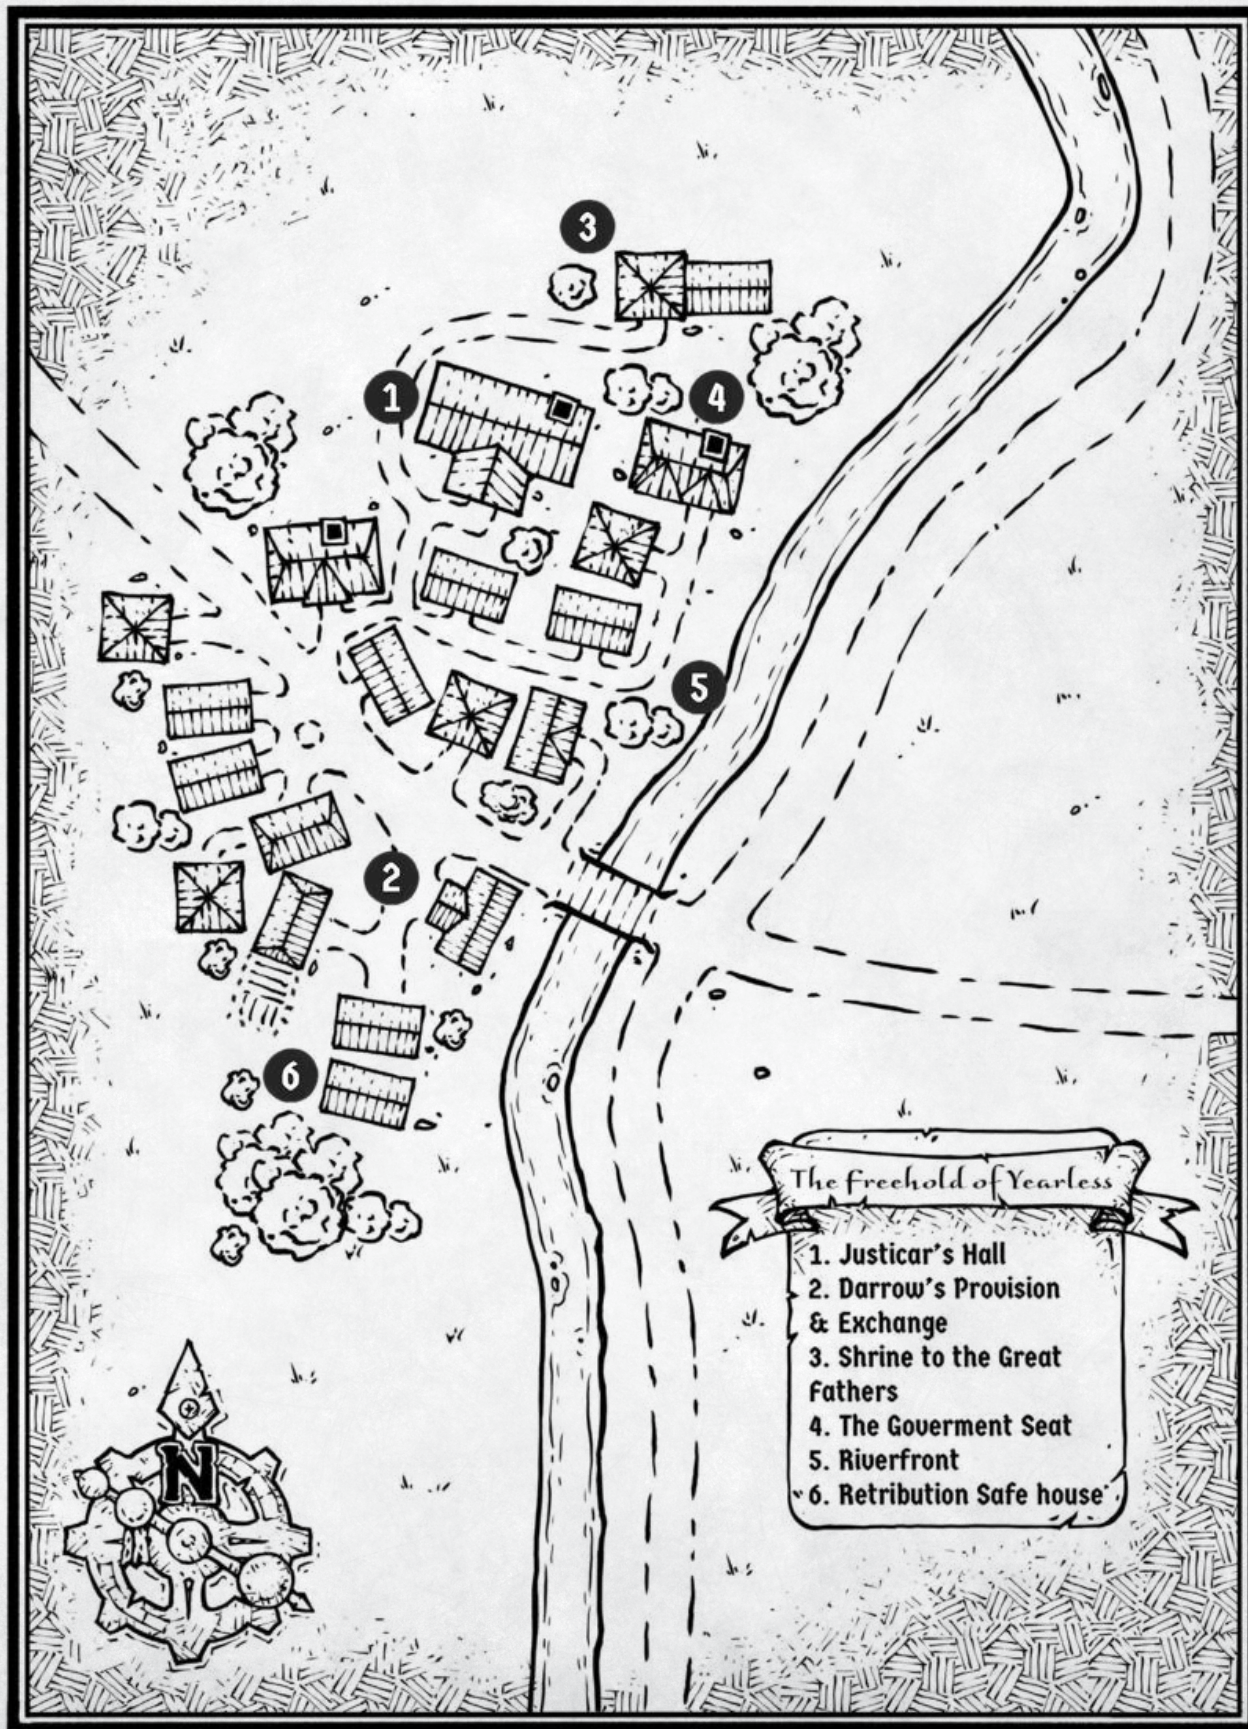 3
1
4
5
2
6
The Freehold of Yearless
1. Justicar's Hall
2. Darrow's Provision
& Exchange
3. Shrine to the Great
Fathers
4. The Goverment Seat
5. Riverfront
6. Retribution Safe house
N